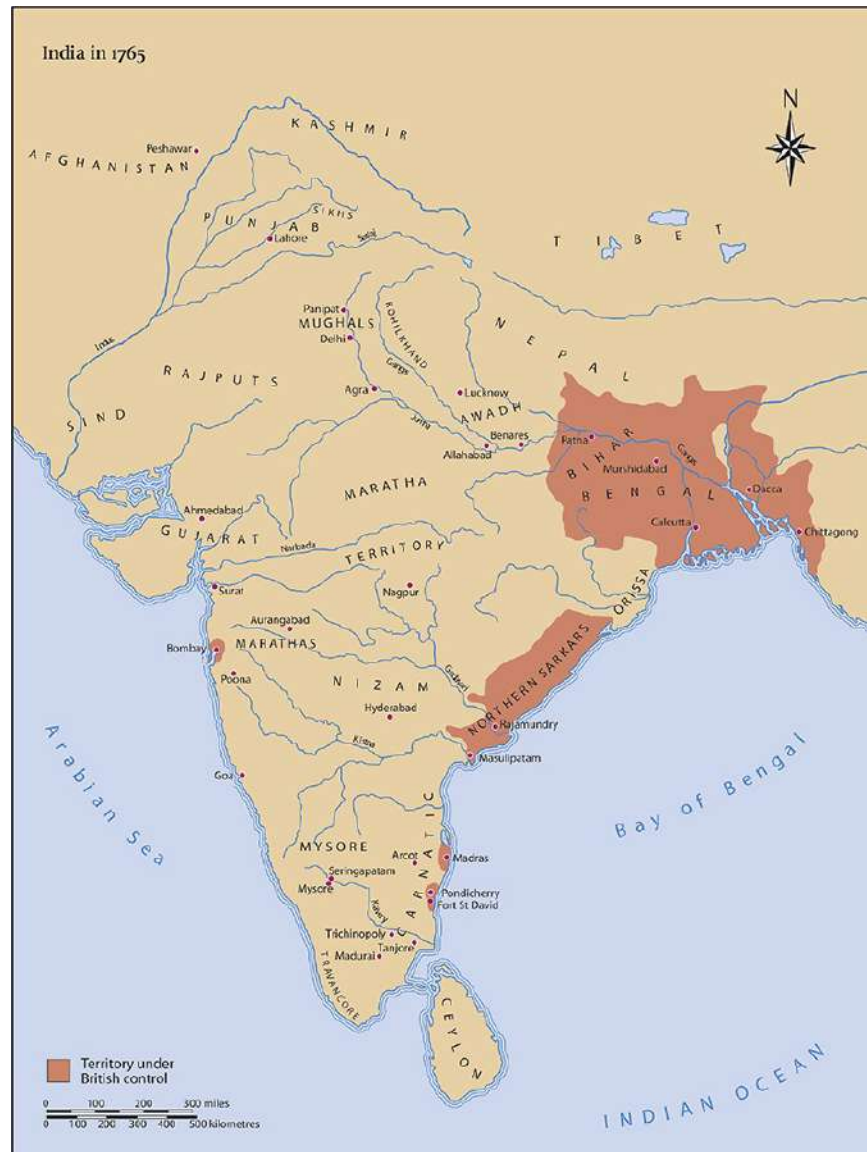 India in 1765
N
KASHMIR
Peshawar
AFGHANISTAN
PUNJAB
SIKHS
Lahore
Sutlej
TIBET
Panipat
MUGHALS
Delhi
ROHILKHAND
NEPAL
Indus
Ganga
RAJPUTS
Agra
Lucknow
SIND
AWADH
Jumna
Benares
Allahabad
Patna
BIHAR
Ganga
Murshidabad
MARATHA
BENGAL
Dacca
Ahmedabad
Calcutta
Chittagong
GUJARAT
Narbada
TERRITORY
Surat
Nagpur
ORISSA
Aurangabad
Bombay
MARATHAS
Poona
NIZAM
Godavari
NORTHERN SARKARS
Hyderabad
Rajamundry
Kistna
Masulipatam
Arabian Sea
Goa
Bay of Bengal
CARNATIC
MYSORE
Arcot
Madras
Seringapatam
Mysore
Pondicherry
Fort St David
Kavery
Trichinopoly
Tanjore
Madurai
TRAVANCORE
CEYLON
Territory under
British control
0 100 200 300 miles
0 100 200 300 400 500 kilometres
INDIAN OCEAN